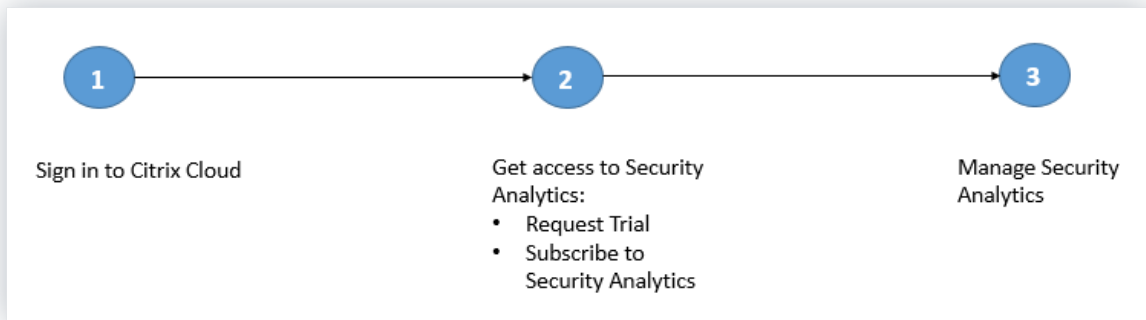 1
2
3
Sign in to Citrix Cloud
Get access to Security
Analytics:
• Request Trial
• Subscribe to
Security Analytics
Manage Security
Analytics